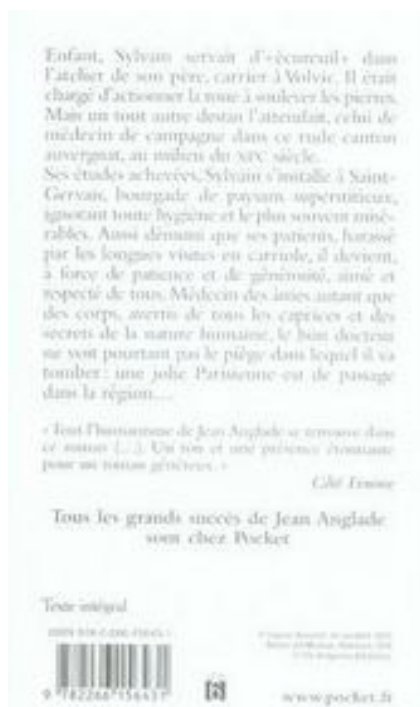 Enfant, Sylvain servait d'« écureuil » dans
l'atelier de son père, carrier à Volvic. Il était
chargé d'actionner la roue à soulever les pierres.
Mais un tout autre destin l'attendait, celui de
médecin de campagne dans ce rude canton
auvergnat, au milieu du XIXe siècle.
Ses études achevées, Sylvain s'installe à Saint-
Gervais, bourgade de paysans superstitieux,
ignorant toute hygiène et le plus souvent misé-
rables. Aussi démuni que ses patients, harassé
par les longues visites en carriole, il devient,
à force de patience et de générosité, aimé et
respecté de tous. Médecin des âmes autant que
des corps, averti de tous les caprices et des
secrets de la nature humaine, le bon docteur
ne voit pourtant pas le piège dans lequel il va
tomber : une jolie Parisienne est de passage
dans la région...
« Tout l'humanisme de Jean Anglade se retrouve dans
ce roman (...). Un ton et une présence étonnante
pour un roman généreux. »
Côté Femme
Tous les grands succès de Jean Anglade
sont chez Pocket
Texte intégral
9 782266 156431
www.pocket.fr